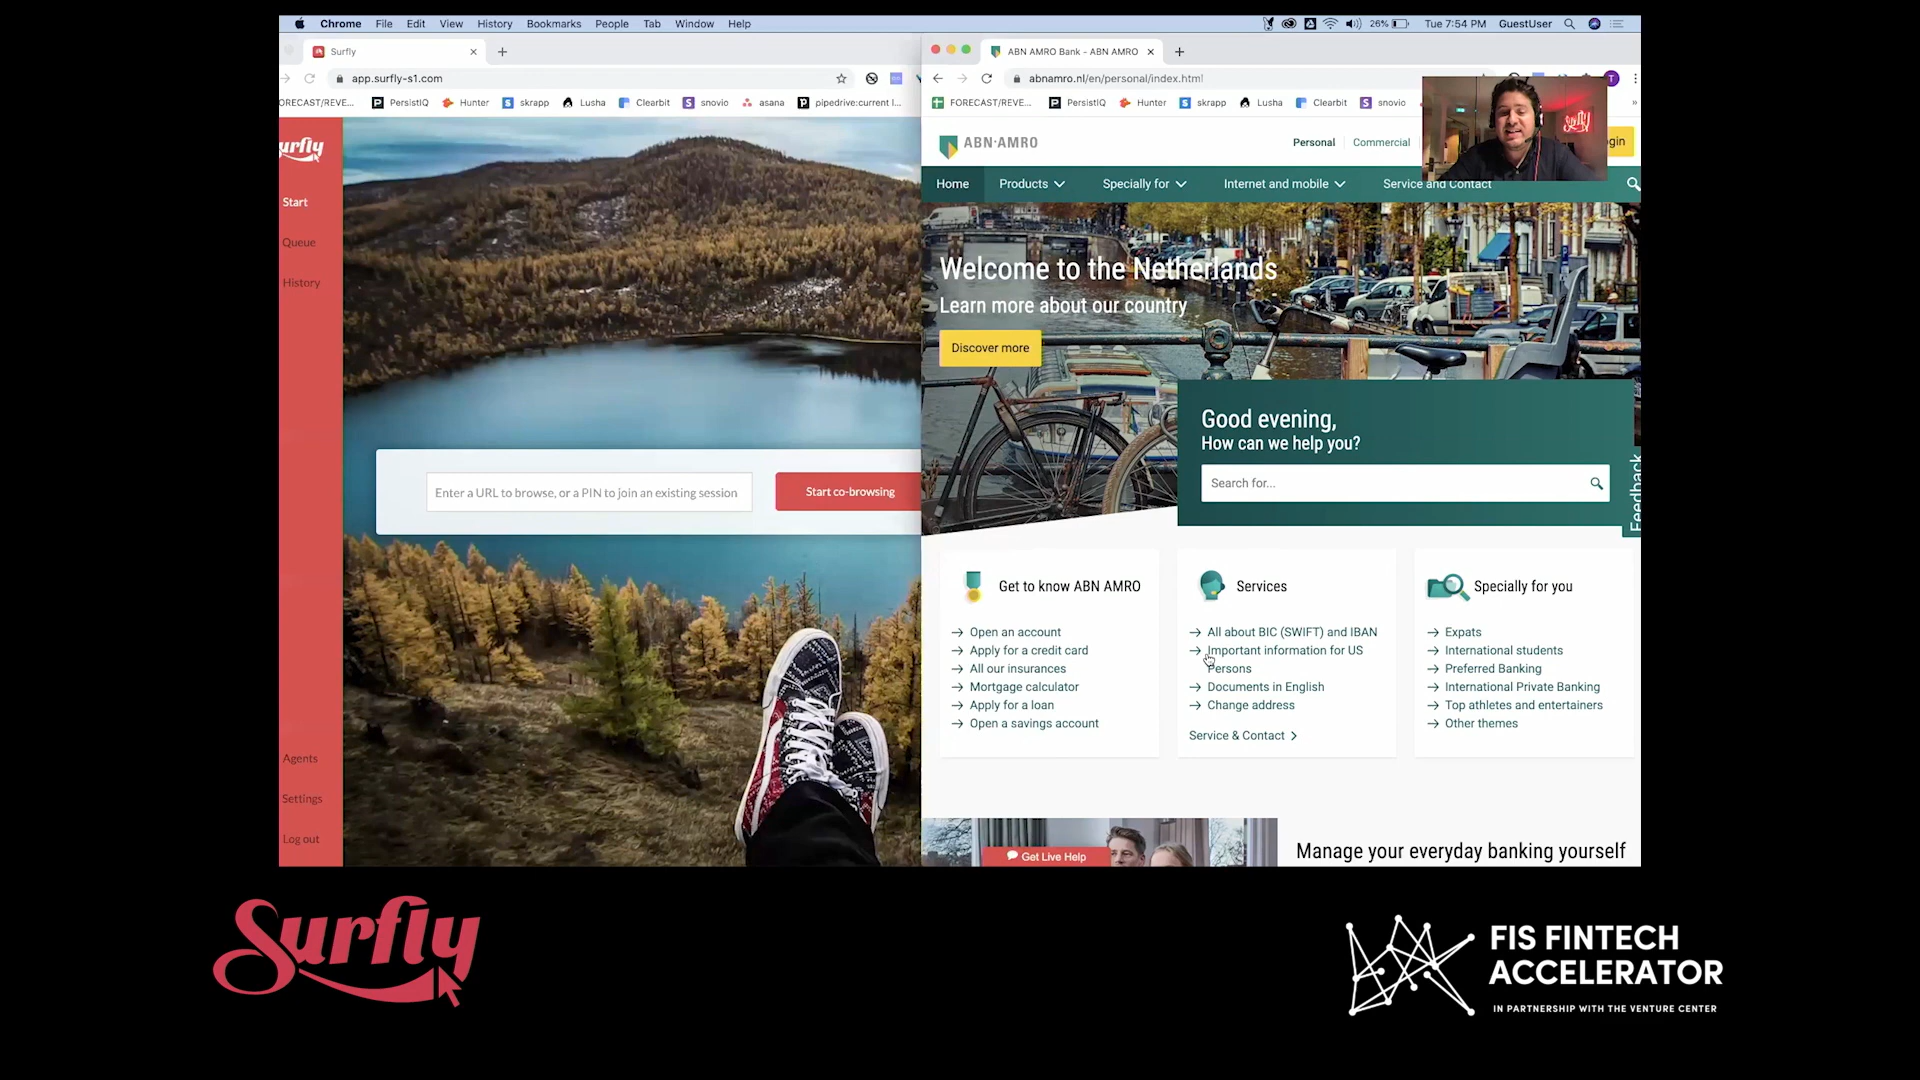 Chrome File Edit View History Bookmarks People Tab Window Help
26% Tue 7:54 PM GuestUser
Surfly
app.surfly-s1.com
ORECAST/REVE... PersistIQ Hunter skrapp Lusha Clearbit snovio asana pipedrive:current l...
urfly
Start
Queue
History
Enter a URL to browse, or a PIN to join an existing session
Start co-browsing
Agents
Settings
Log out
ABN AMRO Bank - ABN AMRO
abnamro.nl/en/personal/index.html
T
FORECAST/REVE... PersistIQ Hunter skrapp Lusha Clearbit snovio
ABN·AMRO
Personal Commercial
gin
Surfly
Home Products Specially for Internet and mobile Service and Contact
Welcome to the Netherlands
Learn more about our country
Discover more
Good evening,
How can we help you?
Search for...
Feedback
Get to know ABN AMRO
Open an account
Apply for a credit card
All our insurances
Mortgage calculator
Apply for a loan
Open a savings account
Services
All about BIC (SWIFT) and IBAN
Important information for US
Persons
Documents in English
Change address
Service & Contact
Specially for you
Expats
International students
Preferred Banking
International Private Banking
Top athletes and entertainers
Other themes
Get Live Help
Manage your everyday banking yourself
Surfly
FIS FINTECH
ACCELERATOR
IN PARTNERSHIP WITH THE VENTURE CENTER